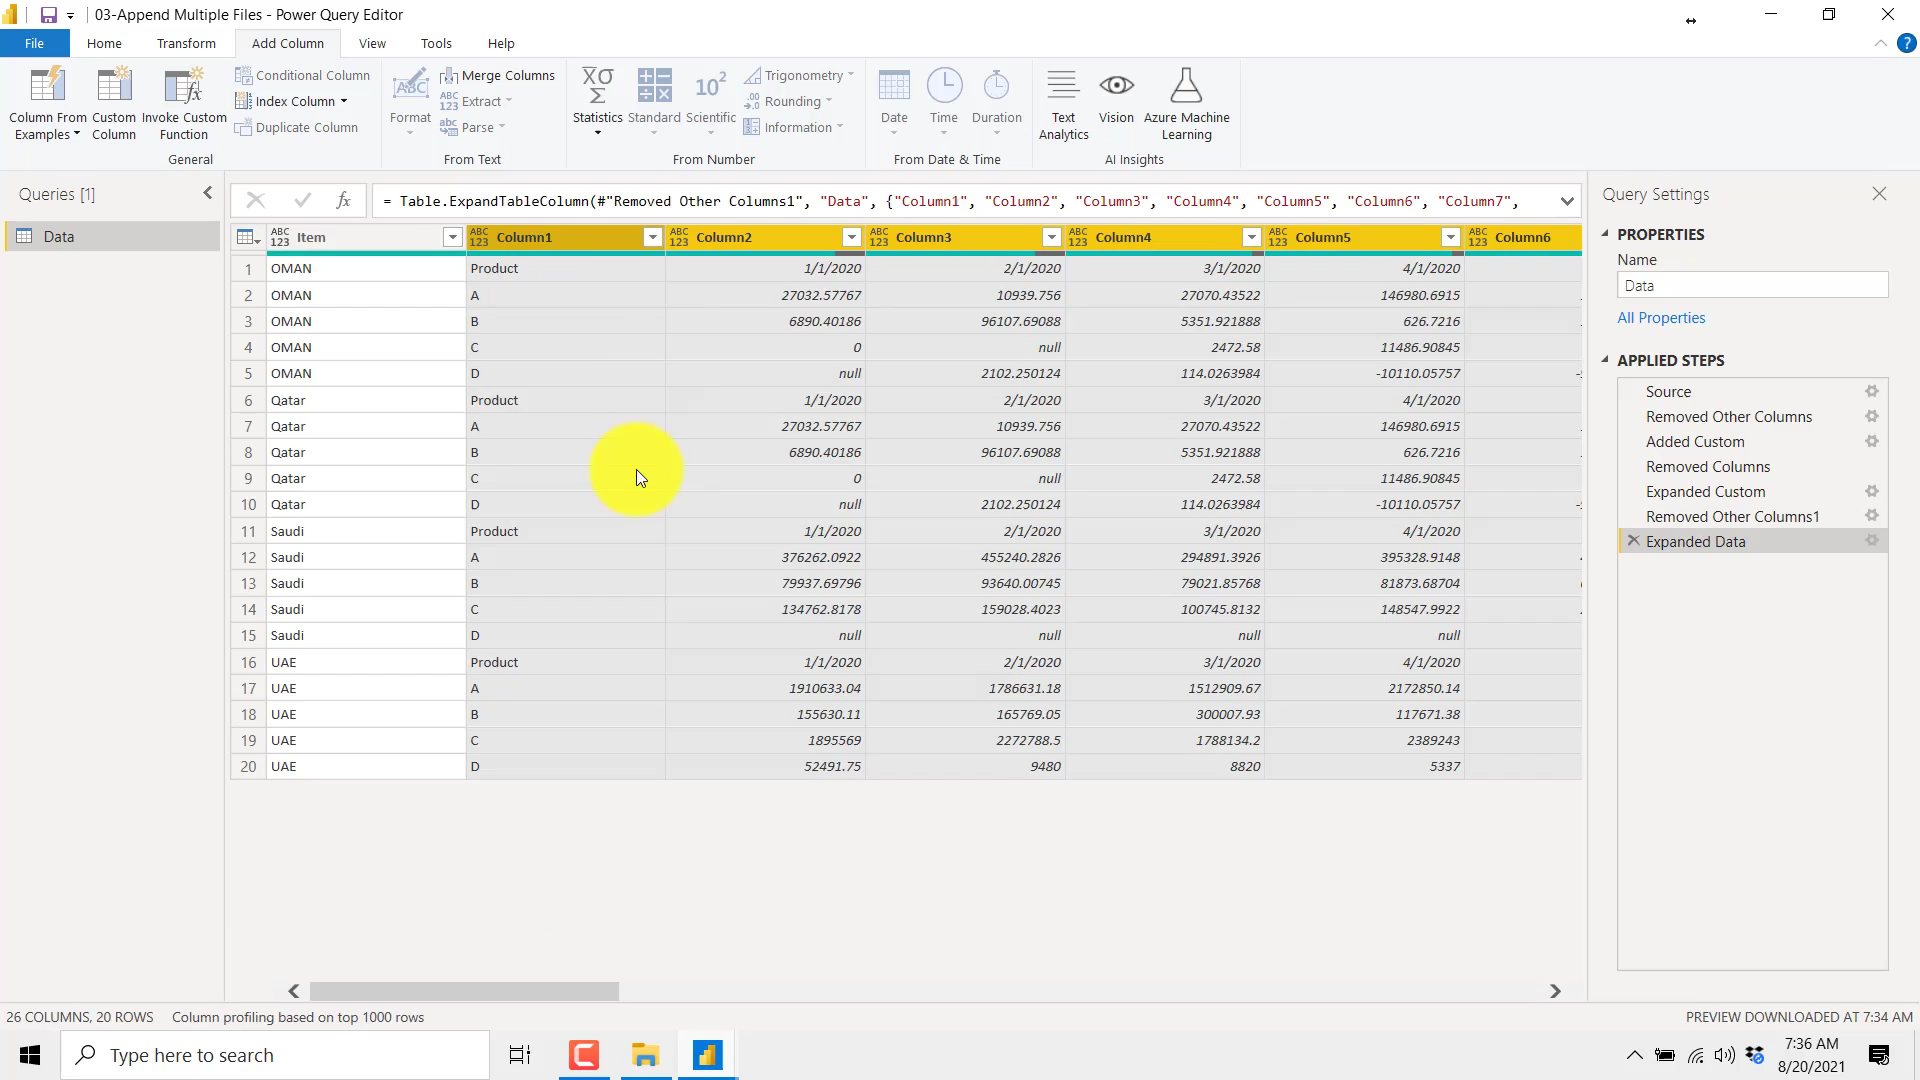 03-Append Multiple Files - Power Query Editor
File Home Transform Add Column View Tools Help
Column From Examples
Custom Column
Invoke Custom Function
Conditional Column
Index Column
Duplicate Column
General
Format
Merge Columns
Extract
Parse
From Text
Statistics
Standard
Scientific
Trigonometry
Rounding
Information
From Number
Date
Time
Duration
From Date & Time
Text Analytics
Vision
Azure Machine Learning
AI Insights
Queries [1]
Data
= Table.ExpandTableColumn(#"Removed Other Columns1", "Data", {"Column1", "Column2", "Column3", "Column4", "Column5", "Column6", "Column7",
ABC 123 Item ABC 123 Column1 ABC 123 Column2 ABC 123 Column3 ABC 123 Column4 ABC 123 Column5 ABC 123 Column6
1 OMAN Product 1/1/2020 2/1/2020 3/1/2020 4/1/2020
2 OMAN A 27032.57767 10939.756 27070.43522 146980.6915
3 OMAN B 6890.40186 96107.69088 5351.921888 626.7216
4 OMAN C 0 null 2472.58 11486.90845
5 OMAN D null 2102.250124 114.0263984 -10110.05757
6 Qatar Product 1/1/2020 2/1/2020 3/1/2020 4/1/2020
7 Qatar A 27032.57767 10939.756 27070.43522 146980.6915
8 Qatar B 6890.40186 96107.69088 5351.921888 626.7216
9 Qatar C 0 null 2472.58 11486.90845
10 Qatar D null 2102.250124 114.0263984 -10110.05757
11 Saudi Product 1/1/2020 2/1/2020 3/1/2020 4/1/2020
12 Saudi A 376262.0922 455240.2826 294891.3926 395328.9148
13 Saudi B 79937.69796 93640.00745 79021.85768 81873.68704
14 Saudi C 134762.8178 159028.4023 100745.8132 148547.9922
15 Saudi D null null null null
16 UAE Product 1/1/2020 2/1/2020 3/1/2020 4/1/2020
17 UAE A 1910633.04 1786631.18 1512909.67 2172850.14
18 UAE B 155630.11 165769.05 300007.93 117671.38
19 UAE C 1895569 2272788.5 1788134.2 2389243
20 UAE D 52491.75 9480 8820 5337
Query Settings
PROPERTIES
Name
Data
All Properties
APPLIED STEPS
Source
Removed Other Columns
Added Custom
Removed Columns
Expanded Custom
Removed Other Columns1
Expanded Data
26 COLUMNS, 20 ROWS Column profiling based on top 1000 rows
PREVIEW DOWNLOADED AT 7:34 AM
Type here to search
7:36 AM
8/20/2021